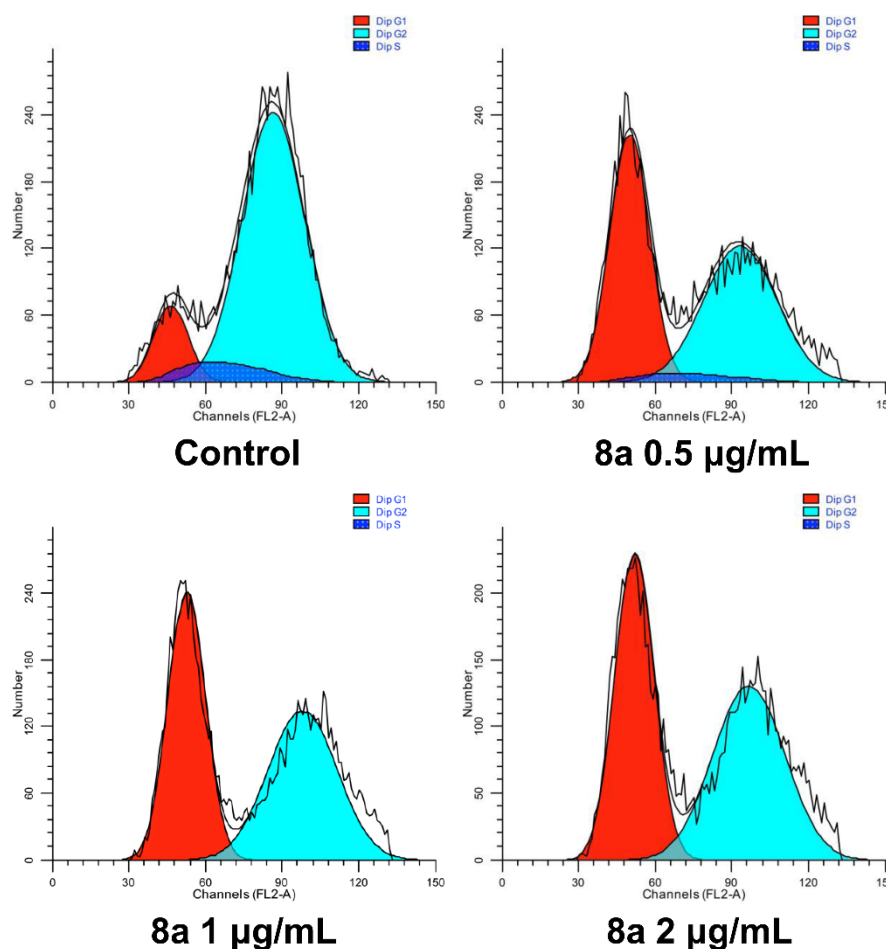 Dip G1
Dip G2
Dip S
Number
0 60 120 180 240
30 60 90 120 150
Channels (FL2-A)
Control
Dip G1
Dip G2
Dip S
Number
0 60 120 180 240
0 30 60 90 120 150
Channels (FL2-A)
8a 0.5 µg/mL
Dip G1
Dip G2
Dip S
Number
0 60 120 180 240
0 30 60 90 120 150
Channels (FL2-A)
8a 1 µg/mL
Dip G1
Dip G2
Dip S
Number
0 50 100 150 200
0 30 60 90 120 150
Channels (FL2-A)
8a 2 µg/mL